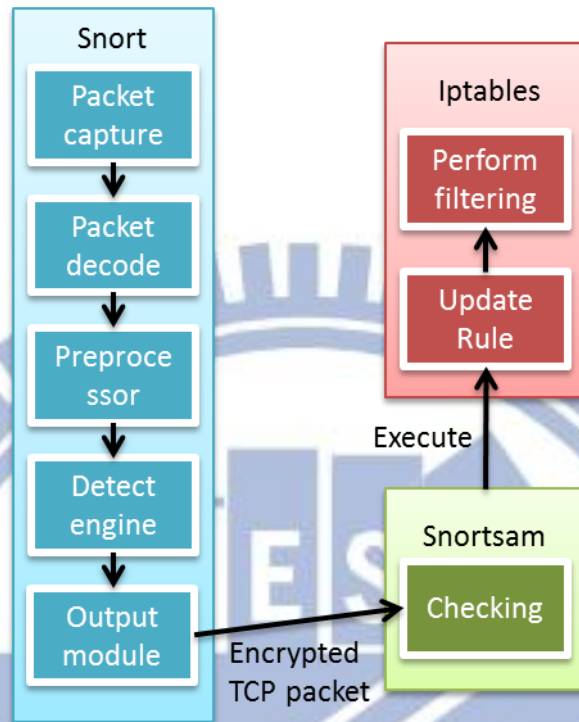 Snort
Packet
capture
Packet
decode
Preproce
ssor
Detect
engine
Output
module
Encrypted
TCP packet
Snortsam
Checking
Execute
Iptables
Update
Rule
Perform
filtering
ES